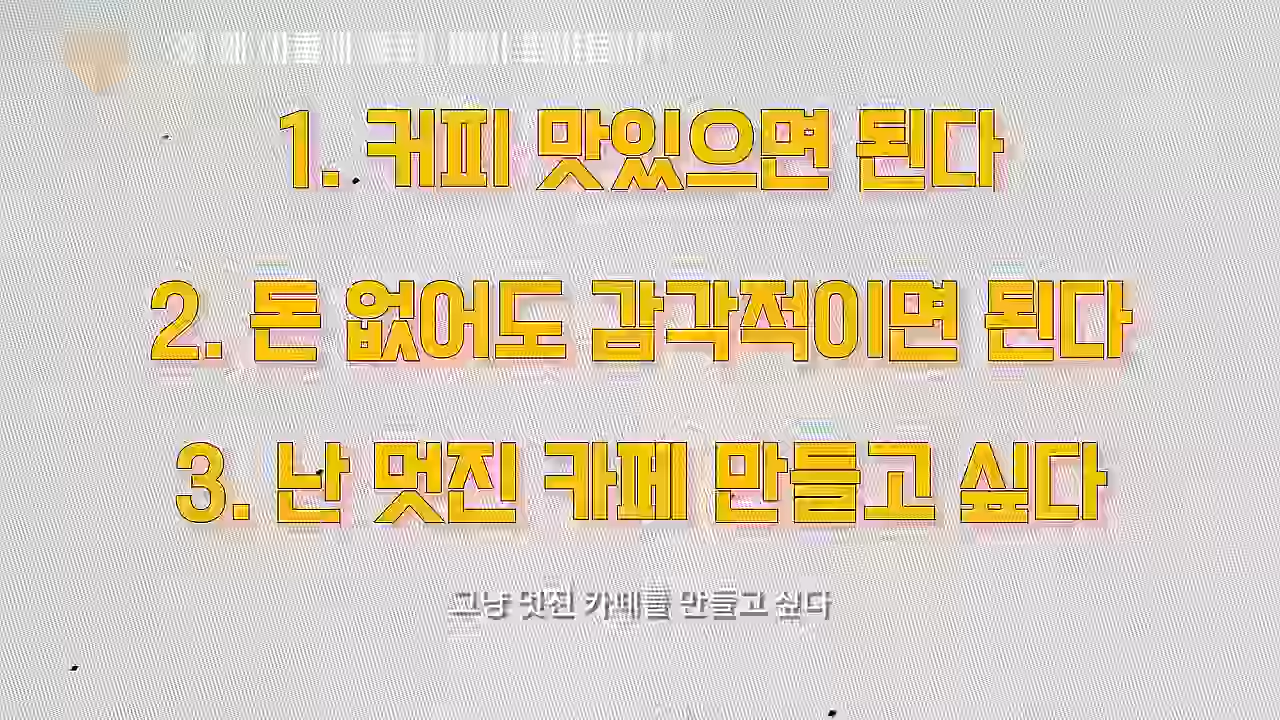 1. 커피 맛있으면 된다
2. 돈 없어도 감각적이면 된다
3. 난 멋진 카페 만들고 싶다
그냥 멋진 카페를 만들고 싶다